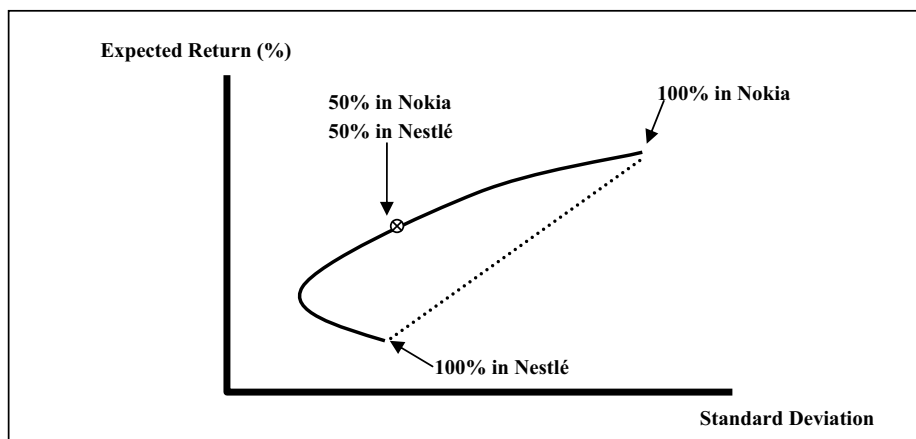 Expected Return (%)
50% in Nokia
50% in Nestlé
100% in Nokia
100% in Nestlé
Standard Deviation